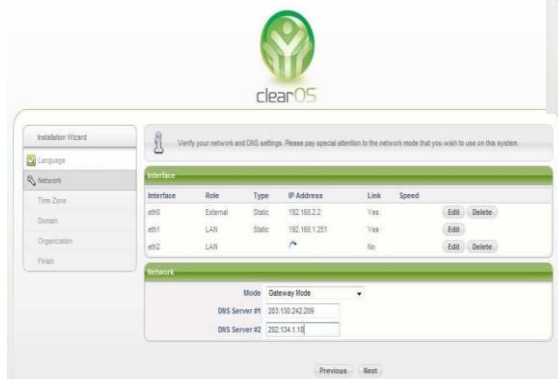 clearOS
Installation Wizard
Language
Network
Time Zone
Domain
Organization
Finish
Verify your network and DNS settings. Please pay special attention to the network mode that you wish to use on this system.
Interface
Interface Role Type IP Address Link Speed
eth0 External Static 192.168.2.2 Yes Edit Delete
eth1 LAN Static 192.168.1.251 Yes Edit
eth2 LAN No Edit Delete
Network
Mode Gateway Mode
DNS Server #1 203.130.242.209
DNS Server #2 202.134.1.10
Previous Next